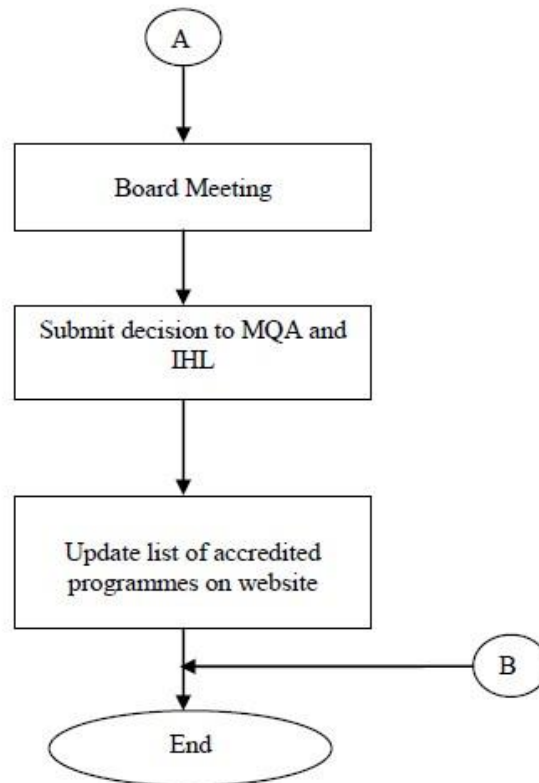 A
Board Meeting
Submit decision to MQA and
IHL
Update list of accredited
programmes on website
B
End